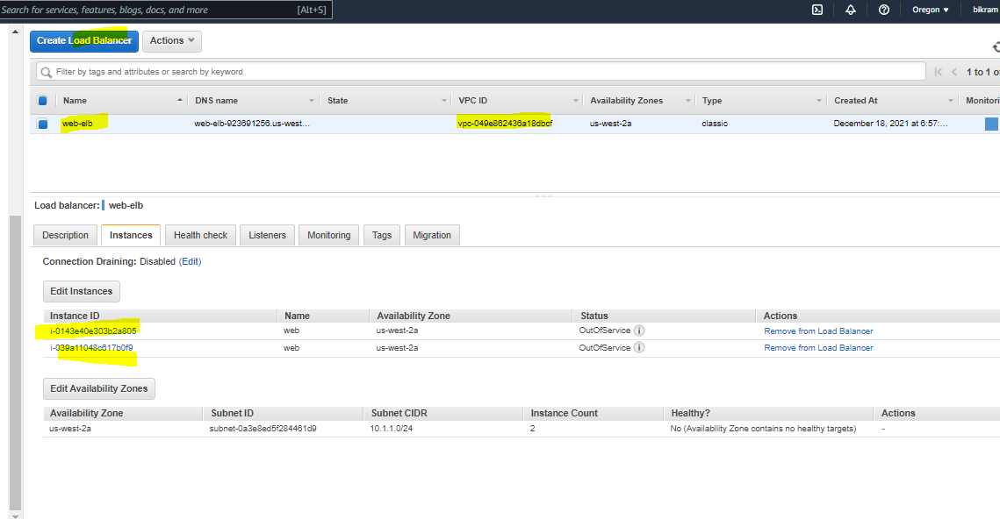 Search for services, features, blogs, docs, and more [Alt+S] Oregon bikram
Create Load Balancer Actions
Filter by tags and attributes or search by keyword 1 to 1 of
Name DNS name State VPC ID Availability Zones Type Created At Monitori
web-elb web-elb-923691256.us-west... vpc-049e862436a18dbcf us-west-2a classic December 18, 2021 at 6:57:...
Load balancer: web-elb
Description Instances Health check Listeners Monitoring Tags Migration
Connection Draining: Disabled (Edit)
Edit Instances
Instance ID Name Availability Zone Status Actions
i-0143e40e303b2a805 web us-west-2a OutOfService Remove from Load Balancer
i-039a11048c617b0f9 web us-west-2a OutOfService Remove from Load Balancer
Edit Availability Zones
Availability Zone Subnet ID Subnet CIDR Instance Count Healthy? Actions
us-west-2a subnet-0a3e8ed5f284461d9 10.1.1.0/24 2 No (Availability Zone contains no healthy targets) -